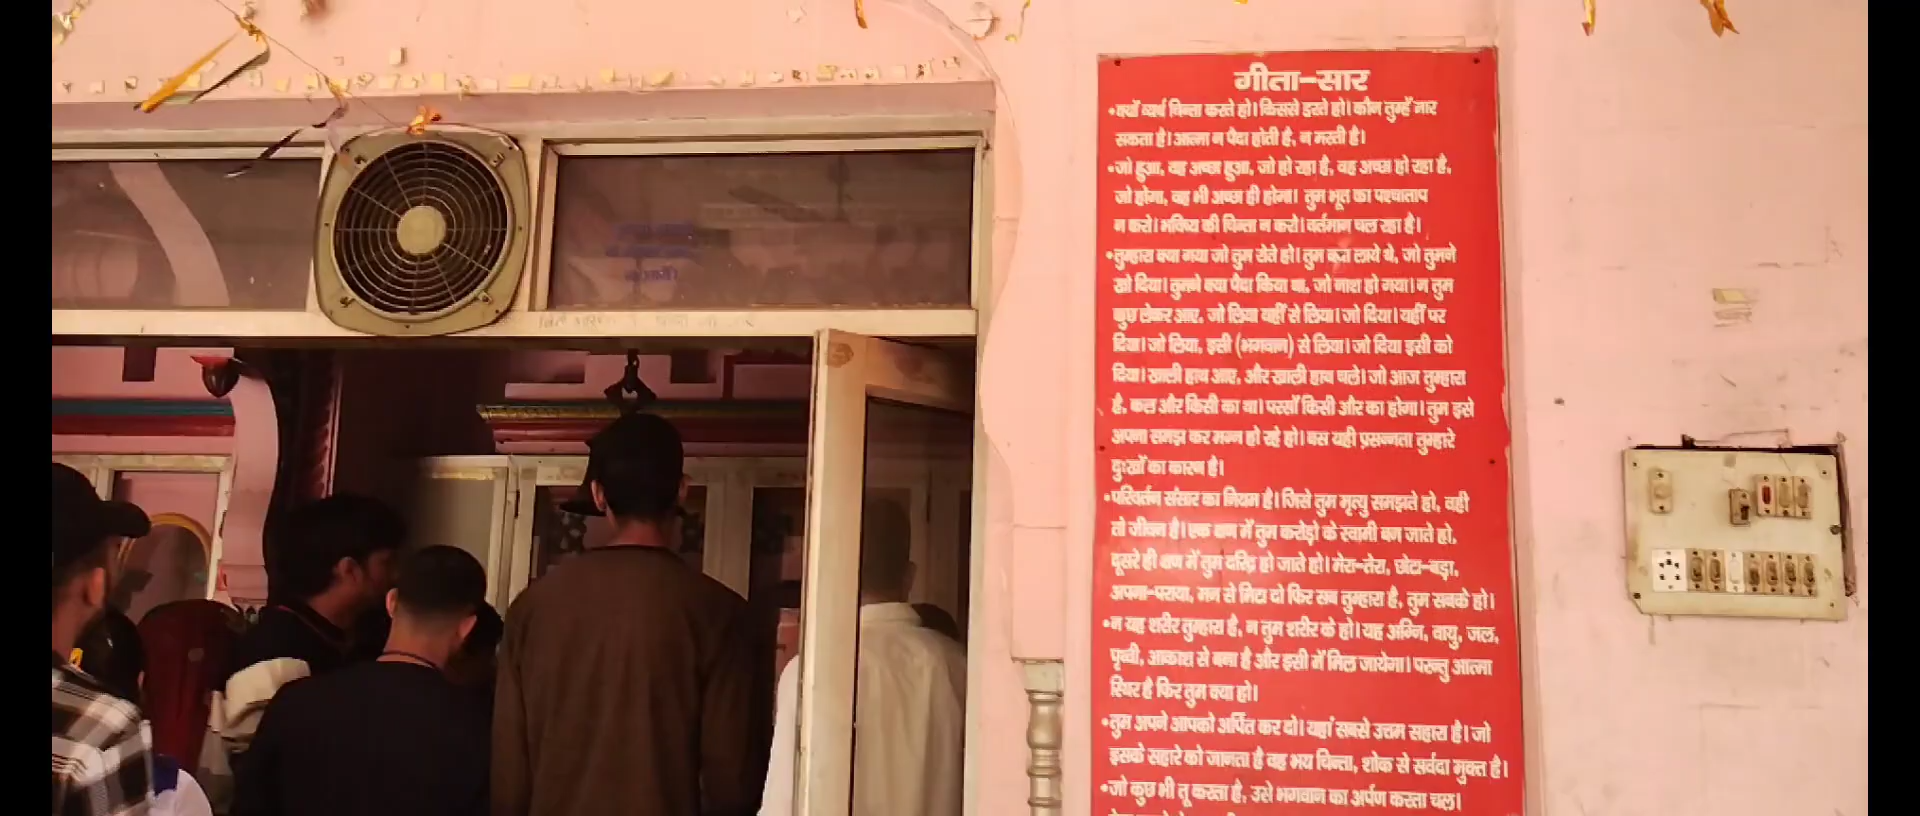 गीता-सार
•क्यों व्यर्थ चिन्ता करते हो। किससे डरते हो। कौन तुम्हें मार
सकता है। आत्मा न पैदा होती है, न मरती है।
•जो हुआ, वह अच्छा हुआ, जो हो रहा है, वह अच्छा हो रहा है,
जो होगा, वह भी अच्छा ही होगा। तुम भूत का पश्चाताप
न करो। भविष्य की चिन्ता न करो। वर्तमान चल रहा है।
•तुम्हारा क्या गया जो तुम रोते हो। तुम क्या लाये थे, जो तुमने
खो दिया। तुमने क्या पैदा किया था, जो नाश हो गया। न तुम
कुछ लेकर आए, जो लिया यहीं से लिया। जो दिया। यहीं पर
दिया। जो लिया, इसी (भगवान) से लिया। जो दिया इसी को
दिया। खाली हाथ आए, और खाली हाथ चले। जो आज तुम्हारा
है, कल और किसी का था। परसों किसी और का होगा। तुम इसे
अपना समझ कर मग्न हो रहे हो। बस यही प्रसन्नता तुम्हारे
दुःखों का कारण है।
•परिवर्तन संसार का नियम है। जिसे तुम मृत्यु समझते हो, वही
तो जीवन है। एक क्षण में तुम करोड़ो के स्वामी बन जाते हो,
दूसरे ही क्षण में तुम दरिद्र हो जाते हो। मेरा-तेरा, छोटा-बड़ा,
अपना-पराया, मन से मिटा दो फिर सब तुम्हारा है, तुम सबके हो।
•न यह शरीर तुम्हारा है, न तुम शरीर के हो। यह अग्नि, वायु, जल,
पृथ्वी, आकाश से बना है और इसी में मिल जायेगा। परन्तु आत्मा
स्थिर है फिर तुम क्या हो।
•तुम अपने आपको अर्पित कर दो। यहाँ सबसे उत्तम सहारा है। जो
इसके सहारे को जानता है वह भय चिन्ता, शोक से सर्वदा मुक्त है।
•जो कुछ भी तू करता है, उसे भगवान का अर्पण करता चल।